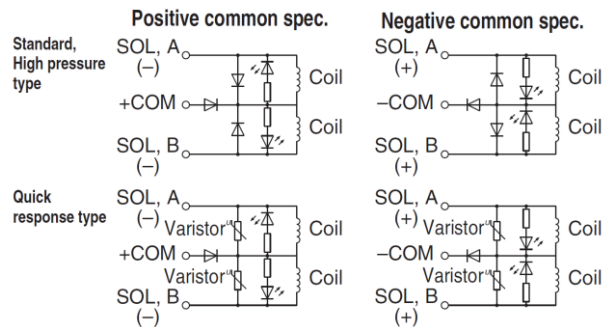 Positive common spec.
Negative common spec.
Standard,
High pressure
type
SOL, A
(−)
+COM
SOL, B
(−)
Coil
Coil
SOL, A
(+)
−COM
SOL, B
(+)
Coil
Coil
Quick
response type
SOL, A
(−)
Varistor U
+COM
Varistor U
SOL, B
(−)
Coil
Coil
SOL, A
(+)
Varistor U
−COM
Varistor U
SOL, B
(+)
Coil
Coil